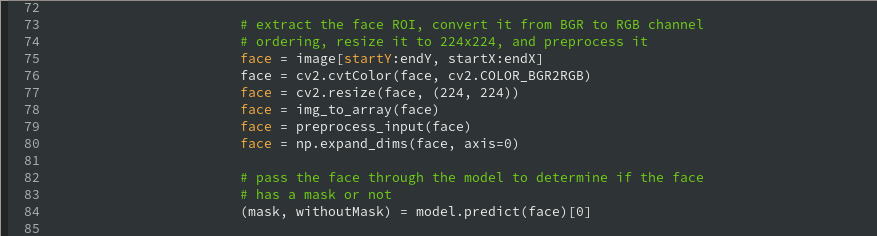 72
73 # extract the face ROI, convert it from BGR to RGB channel
74 # ordering, resize it to 224x224, and preprocess it
75 face = image[startY:endY, startX:endX]
76 face = cv2.cvtColor(face, cv2.COLOR_BGR2RGB)
77 face = cv2.resize(face, (224, 224))
78 face = img_to_array(face)
79 face = preprocess_input(face)
80 face = np.expand_dims(face, axis=0)
81
82 # pass the face through the model to determine if the face
83 # has a mask or not
84 (mask, withoutMask) = model.predict(face)[0]
85